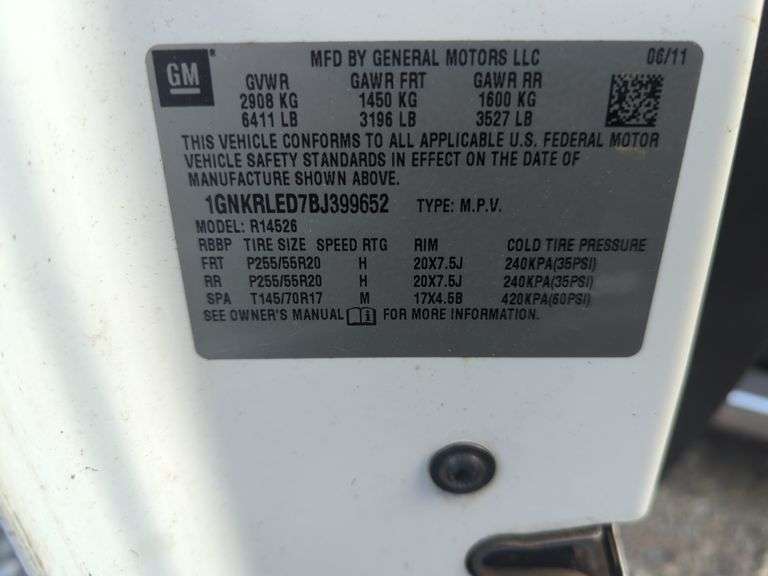 GM
MFD BY GENERAL MOTORS LLC 06/11
GVWR GAWR FRT GAWR RR
2908 KG 1450 KG 1600 KG
6411 LB 3196 LB 3527 LB
THIS VEHICLE CONFORMS TO ALL APPLICABLE U.S. FEDERAL MOTOR
VEHICLE SAFETY STANDARDS IN EFFECT ON THE DATE OF
MANUFACTURE SHOWN ABOVE.
1GNKRLED7BJ399652 TYPE: M.P.V.
MODEL: R14526
RBBP TIRE SIZE SPEED RTG RIM COLD TIRE PRESSURE
FRT P255/55R20 H 20X7.5J 240KPA(35PSI)
RR P255/55R20 H 20X7.5J 240KPA(35PSI)
SPA T145/70R17 M 17X4.5B 420KPA(60PSI)
SEE OWNER'S MANUAL FOR MORE INFORMATION.